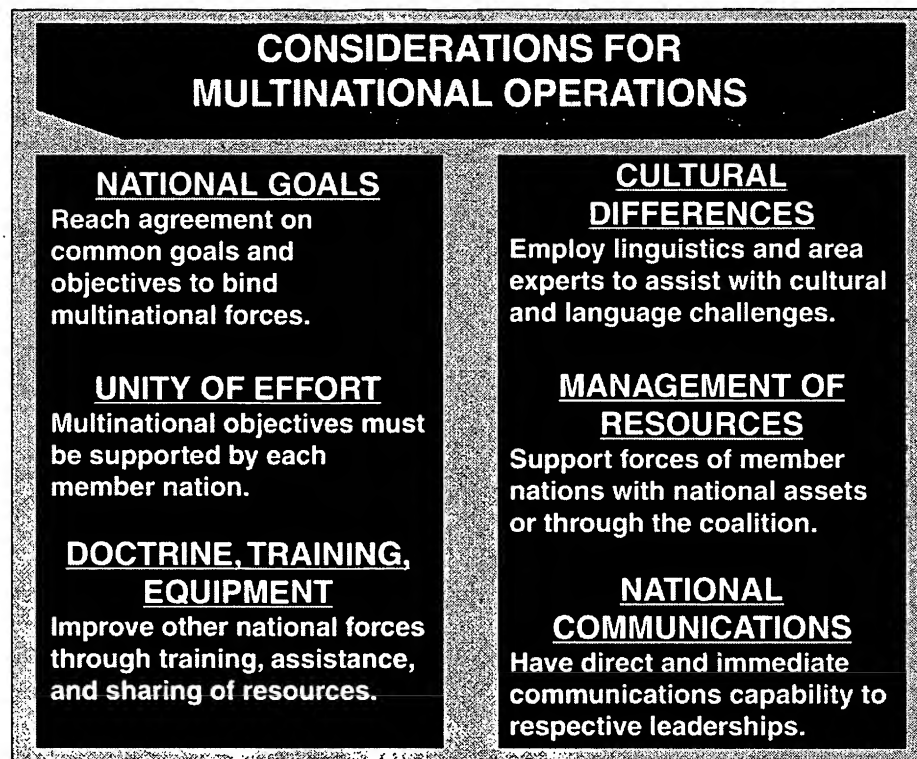 CONSIDERATIONS FOR
MULTINATIONAL OPERATIONS
NATIONAL GOALS
Reach agreement on
common goals and
objectives to bind
multinational forces.
UNITY OF EFFORT
Multinational objectives must
be supported by each
member nation.
DOCTRINE, TRAINING,
EQUIPMENT
Improve other national forces
through training, assistance,
and sharing of resources.
CULTURAL
DIFFERENCES
Employ linguistics and area
experts to assist with cultural
and language challenges.
MANAGEMENT OF
RESOURCES
Support forces of member
nations with national assets
or through the coalition.
NATIONAL
COMMUNICATIONS
Have direct and immediate
communications capability to
respective leaderships.